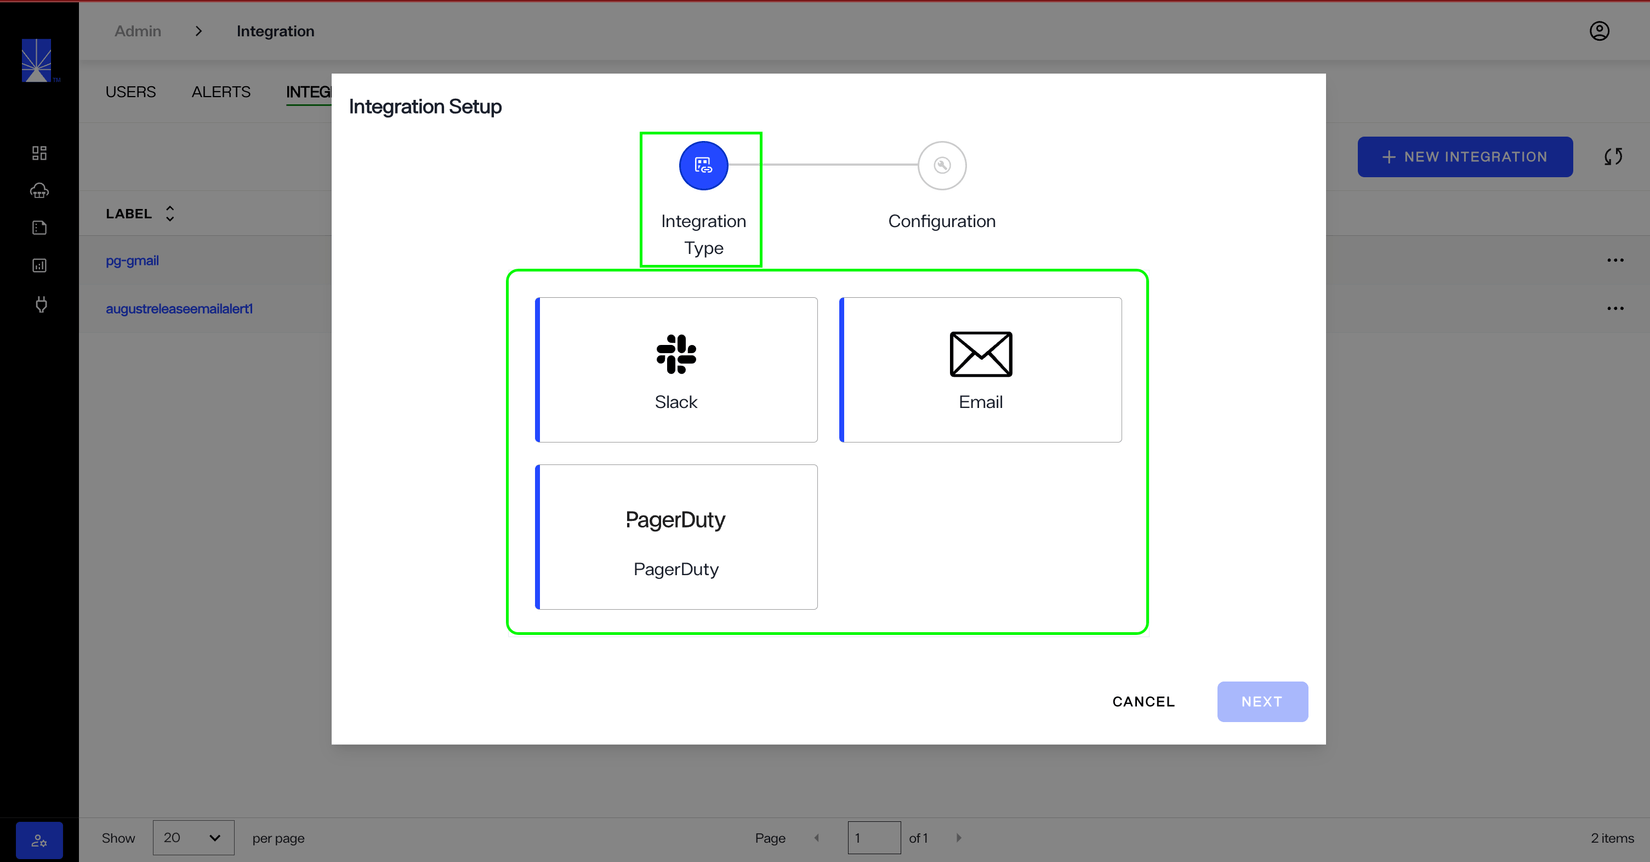 Admin > Integration
USERS ALERTS INTEG
Integration Setup
Integration
Type
Configuration
+ NEW INTEGRATION
LABEL
pg-gmail
augustreleaseemailalert1
Slack
Email
PagerDuty
PagerDuty
CANCEL
NEXT
Show 20 per page
Page 1 of 1
2 items